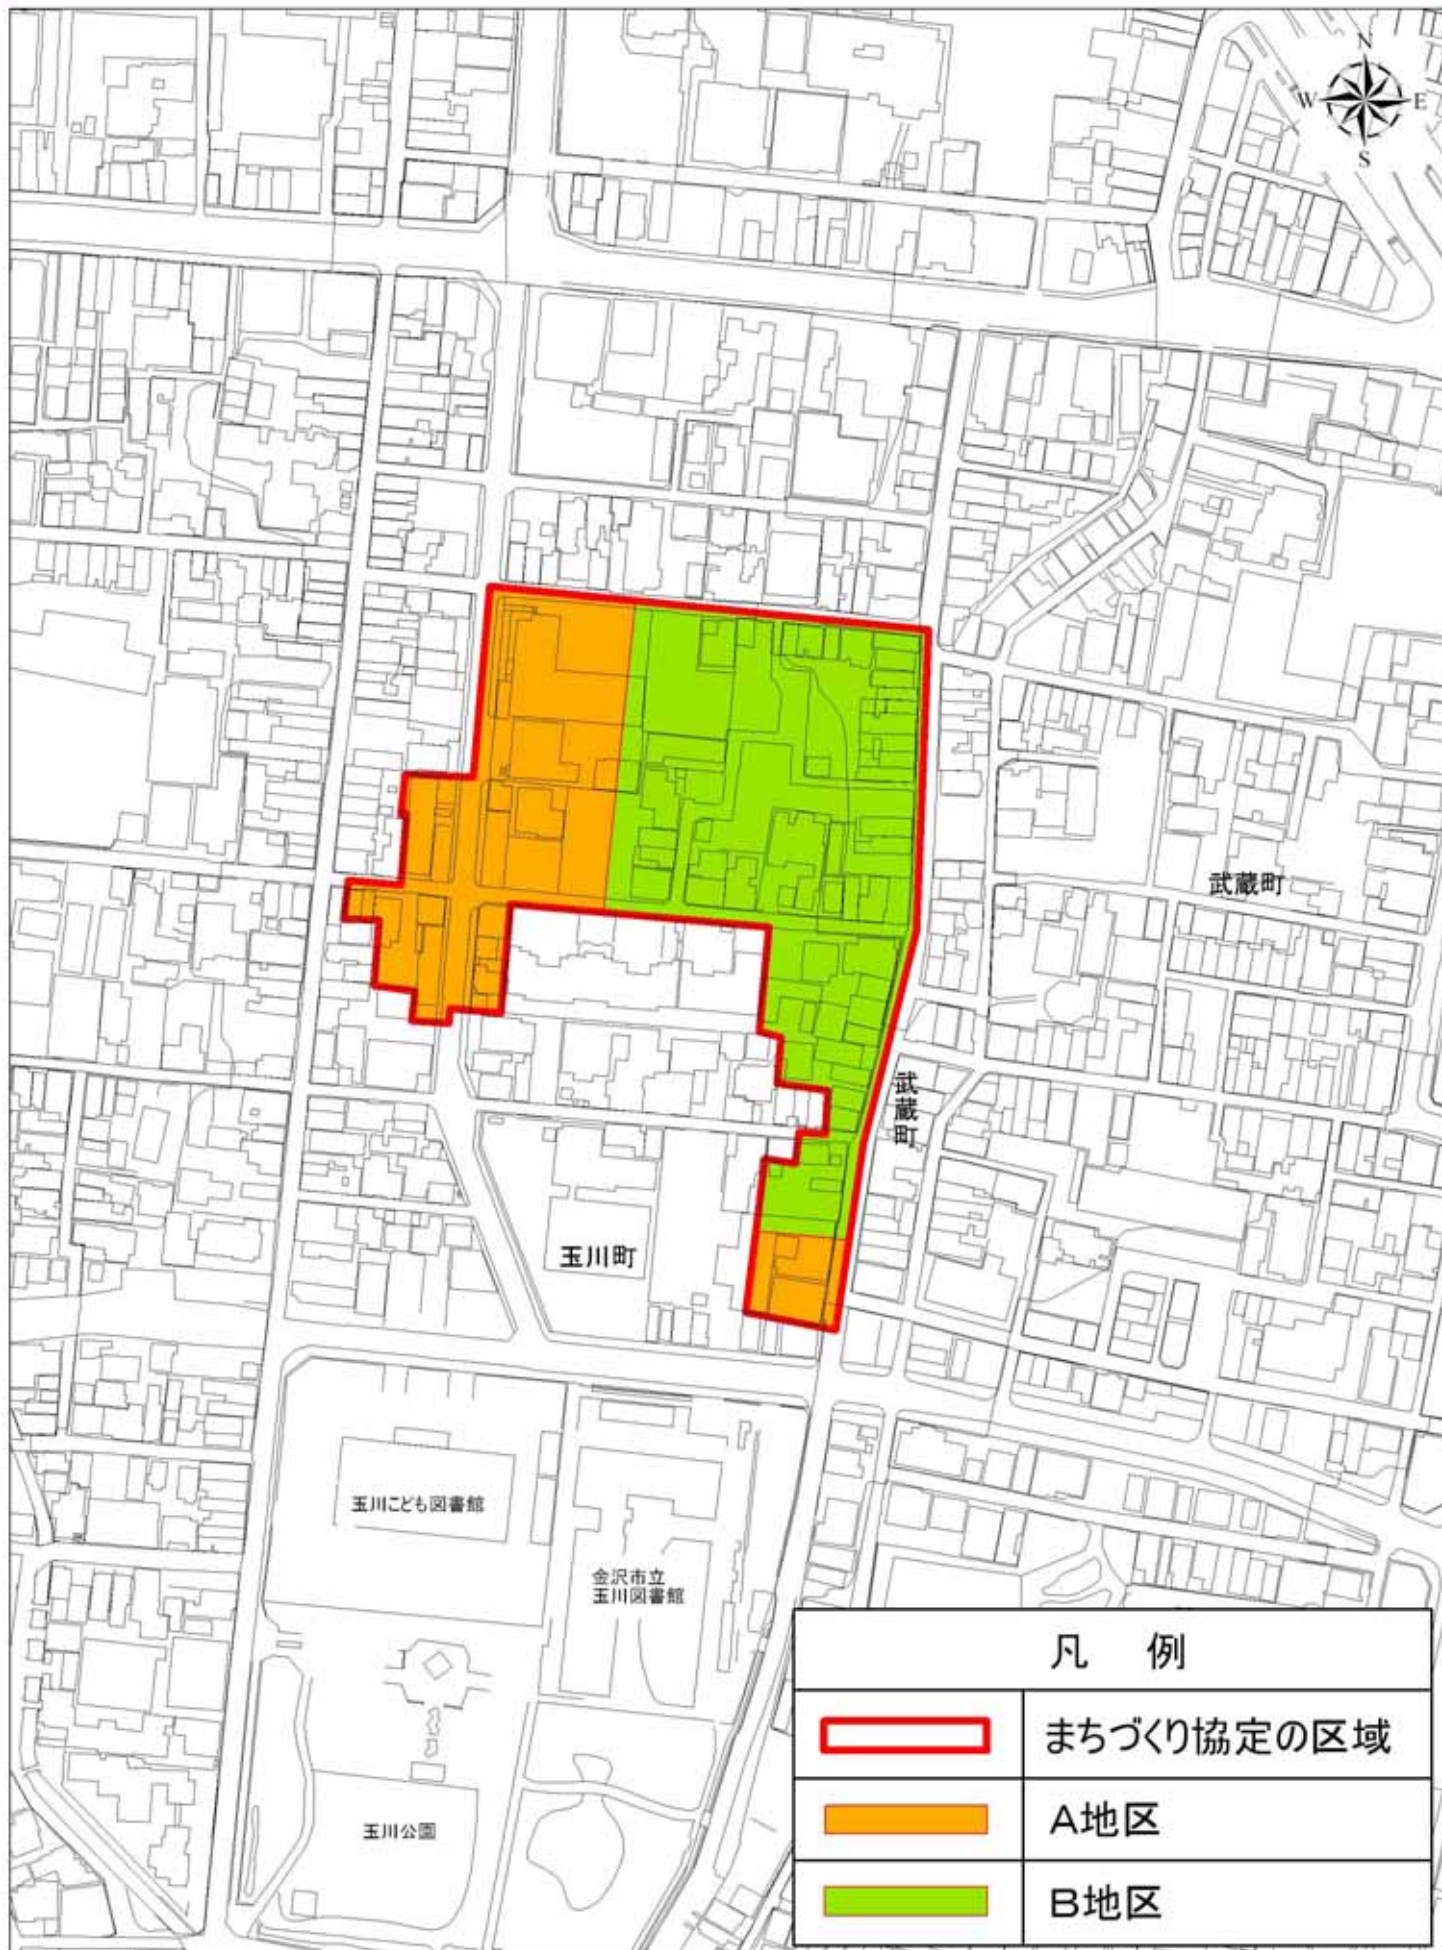 N
W
E
S
武蔵町
武蔵町
玉川町
玉川こども図書館
金沢市立
玉川図書館
玉川公園
凡 例
まちづくり協定の区域
A地区
B地区